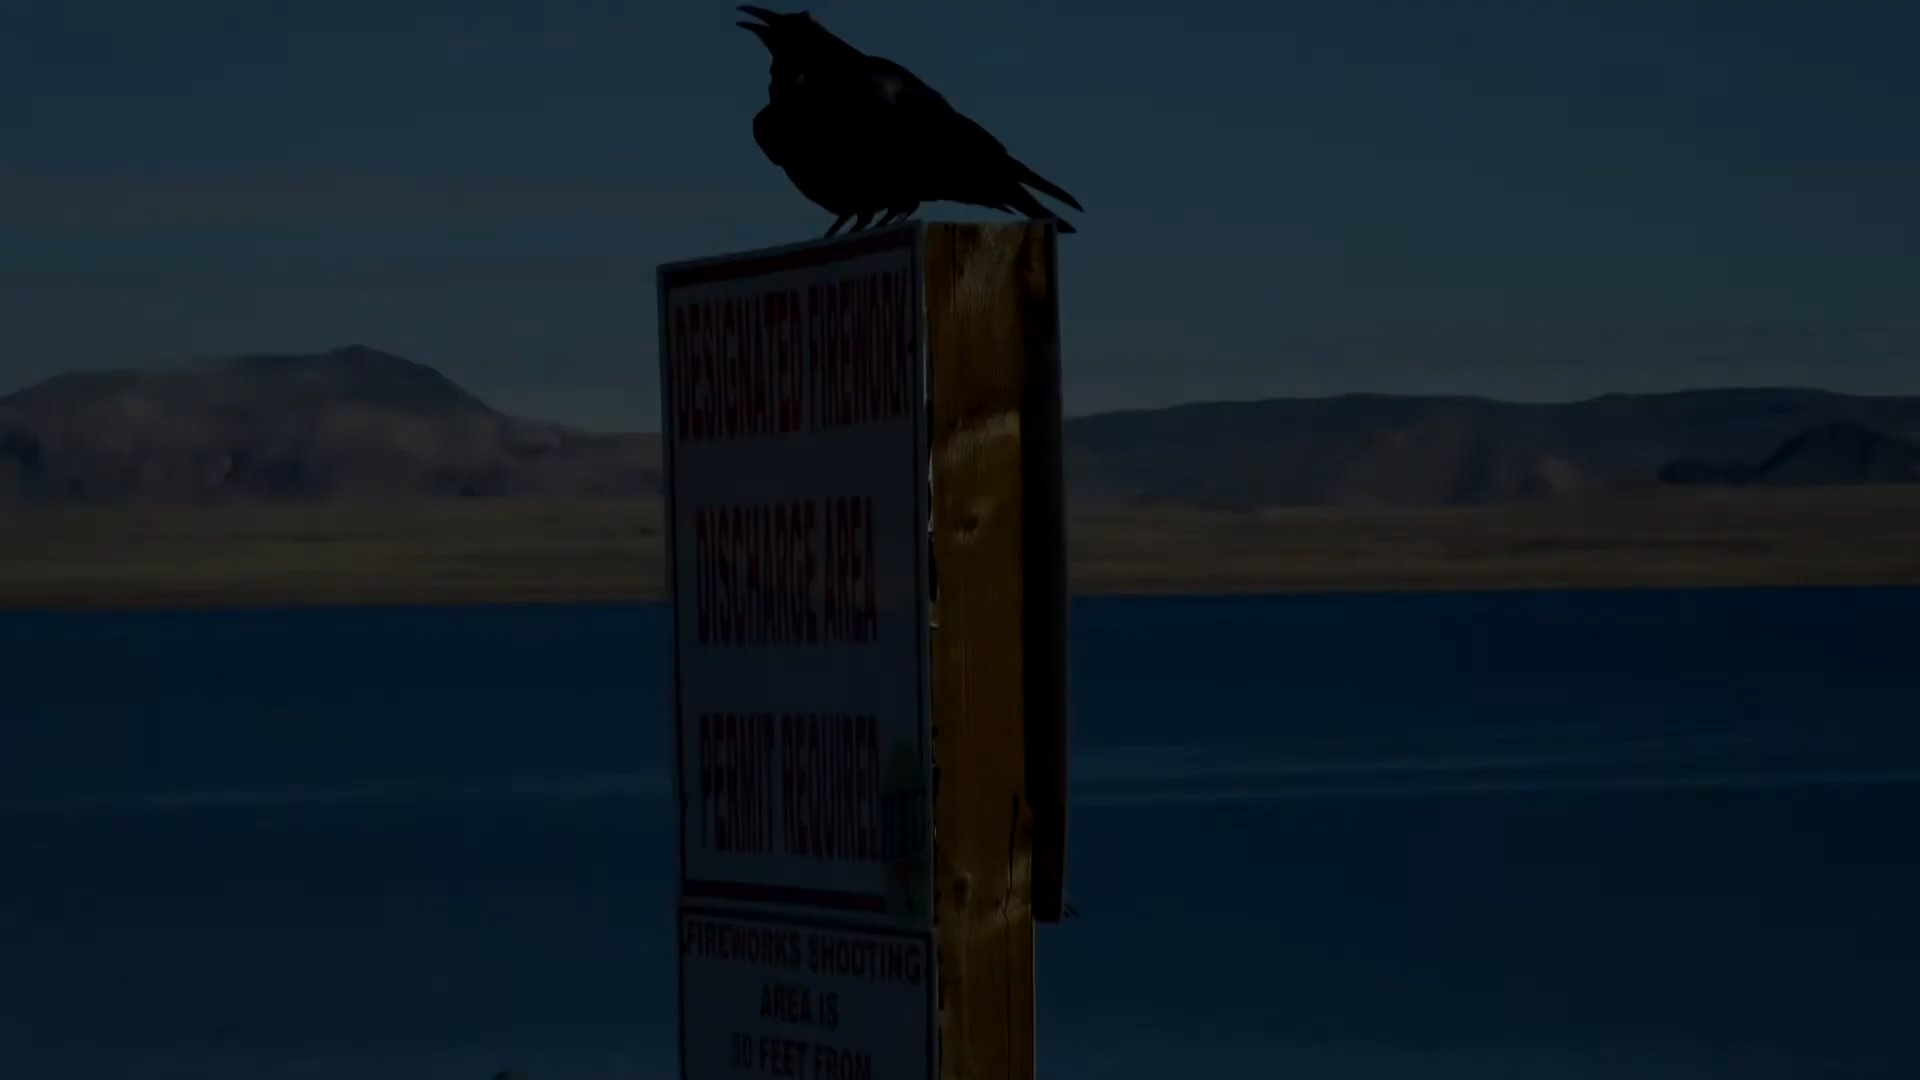 DESIGNATED FIREWORK
DISCHARGE AREA
PERMIT REQUIRED
FIREWORKS SHOOTING
AREA IS
50 FEET FROM